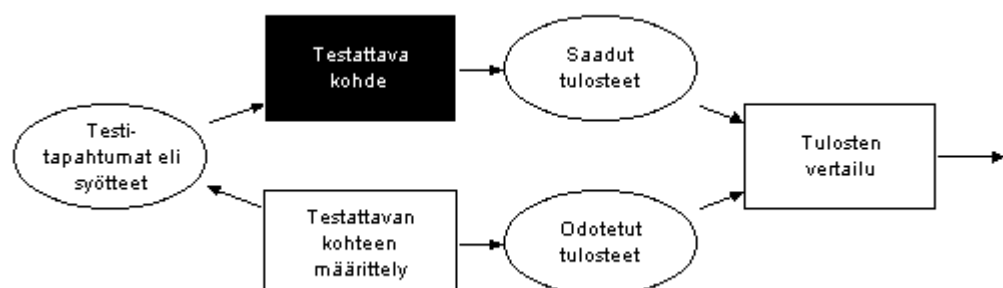 Testattava
kohde
Saadut
tulosteet
Testi-
tapahtumat eli
syötteet
Tulosten
vertailu
Testattavan
kohteen
määrittely
Odotetut
tulosteet